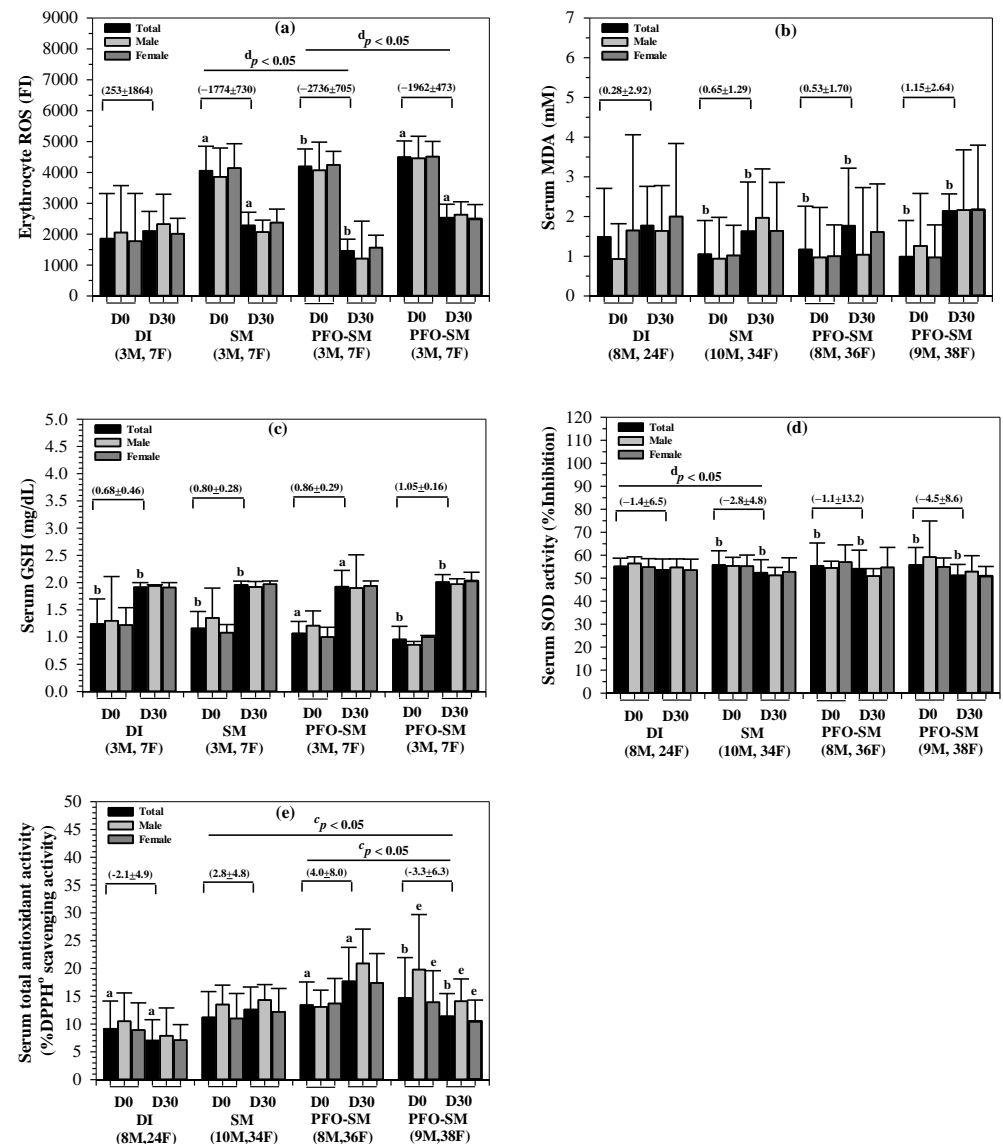 (a)
Total
Male
Female
Erythrocyte ROS (FI)
9000
8000
7000
6000
5000
4000
3000
2000
1000
0
d p < 0.05
d p < 0.05
(253±1864) (−1774±730) (−2736±705) (−1962±473)
a a b b a a
D0 D30 D0 D30 D0 D30 D0 D30
DI SM PFO-SM PFO-SM
(3M, 7F) (3M, 7F) (3M, 7F) (3M, 7F)
(b)
Total
Male
Female
Serum MDA (mM)
7
6
5
4
3
2
1
0
(0.28±2.92) (0.65±1.29) (0.53±1.70) (1.15±2.64)
b b b b b b
D0 D30 D0 D30 D0 D30 D0 D30
DI SM PFO-SM PFO-SM
(8M, 24F) (10M, 34F) (8M, 36F) (9M, 38F)
(c)
Total
Male
Female
Serum GSH (mg/dL)
5.0
4.5
4.0
3.5
3.0
2.5
2.0
1.5
1.0
0.5
0.0
(0.68±0.46) (0.80±0.28) (0.86±0.29) (1.05±0.16)
b b b b a a b b
D0 D30 D0 D30 D0 D30 D0 D30
DI SM PFO-SM PFO-SM
(3M, 7F) (3M, 7F) (3M, 7F) (3M, 7F)
(d)
Total
Male
Female
Serum SOD activity (%Inhibition)
120
110
100
90
80
70
60
50
40
30
20
10
0
d p < 0.05
(−1.4±6.5) (−2.8±4.8) (−1.1±13.2) (−4.5±8.6)
b b b b b b
D0 D30 D0 D30 D0 D30 D0 D30
DI SM PFO-SM PFO-SM
(8M, 24F) (10M, 34F) (8M, 36F) (9M, 38F)
(e)
Total
Male
Female
Serum total antioxidant activity
(%DPPH° scavenging activity)
50
45
40
35
30
25
20
15
10
5
0
c p < 0.05
c p < 0.05
(-2.1±4.9) (2.8±4.8) (4.0±8.0) (-3.3±6.3)
a a a a b e e b e e
D0 D30 D0 D30 D0 D30 D0 D30
DI SM PFO-SM PFO-SM
(8M,24F) (10M,34F) (8M,36F) (9M,38F)